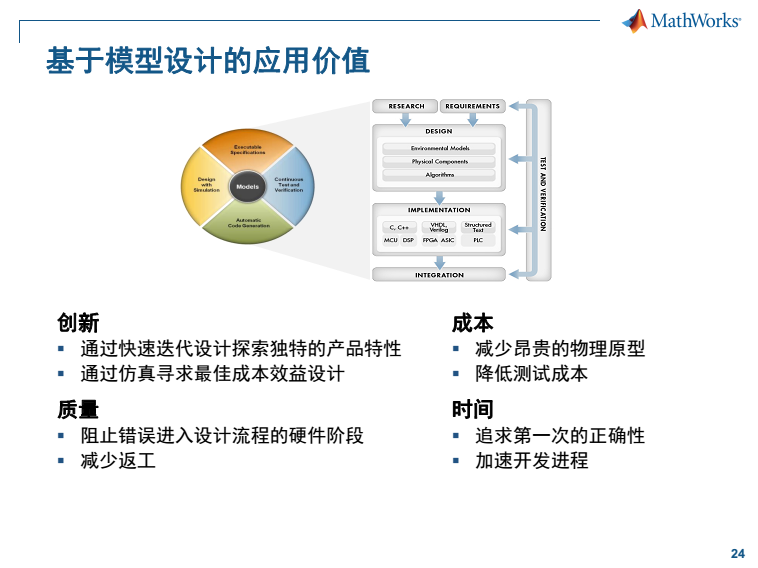 MathWorks®
基于模型设计的应用价值
Executable
Specifications
Design
with
Simulation
Models
Continuous
Test and
Verification
Automatic
Code Generation
RESEARCH
REQUIREMENTS
DESIGN
Environmental Models
Physical Components
Algorithms
IMPLEMENTATION
C, C++
VHDL,
Verilog
Structured
Text
MCU DSP
FPGA ASIC
PLC
INTEGRATION
TEST AND VERIFICATION
创新
▪ 通过快速迭代设计探索独特的产品特性
▪ 通过仿真寻求最佳成本效益设计
质量
▪ 阻止错误进入设计流程的硬件阶段
▪ 减少返工
成本
▪ 减少昂贵的物理原型
▪ 降低测试成本
时间
▪ 追求第一次的正确性
▪ 加速开发进程
24